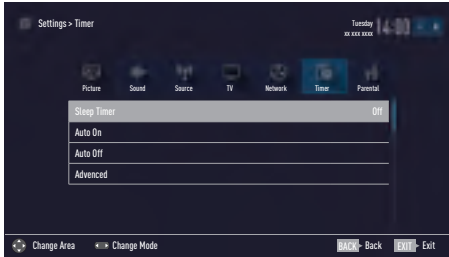 Settings > Timer
Tuesday
xx xxx xxxx
14:00
Picture Sound Source TV Network Timer Parental
Sleep Timer Off
Auto On
Auto Off
Advanced
Change Area Change Mode BACK Back EXIT Exit